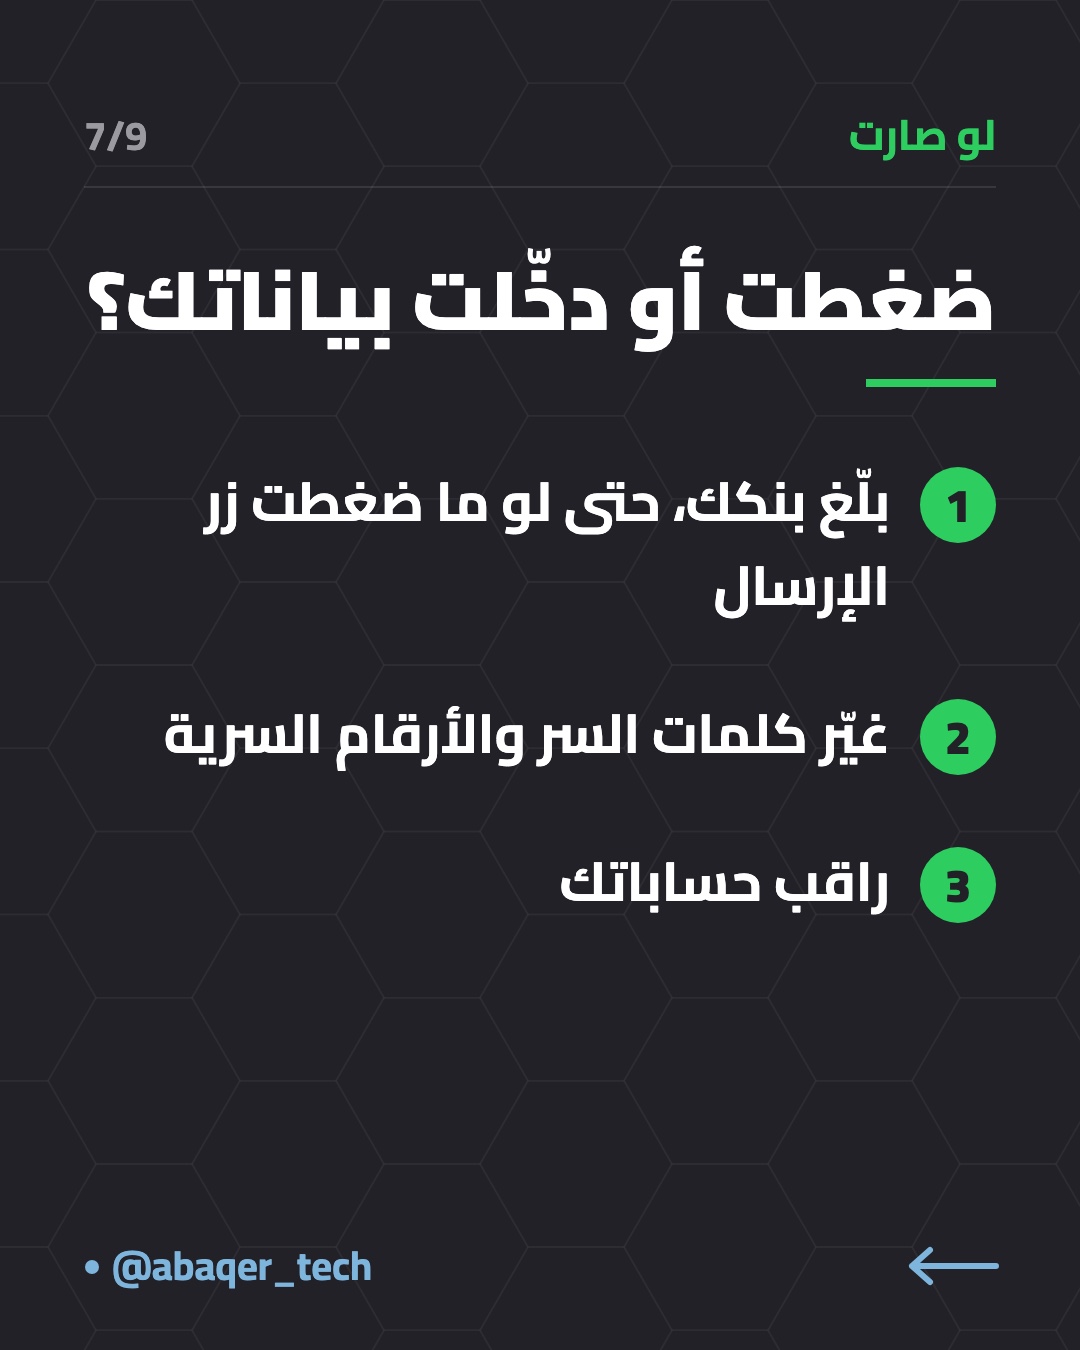 لو صارت
7/9
ضغطت أو دخّلت بياناتك؟
1 بلّغ بنكك، حتى لو ما ضغطت زر
الإرسال
2 غيّر كلمات السر والأرقام السرية
3 راقب حساباتك
• @abaqer_tech